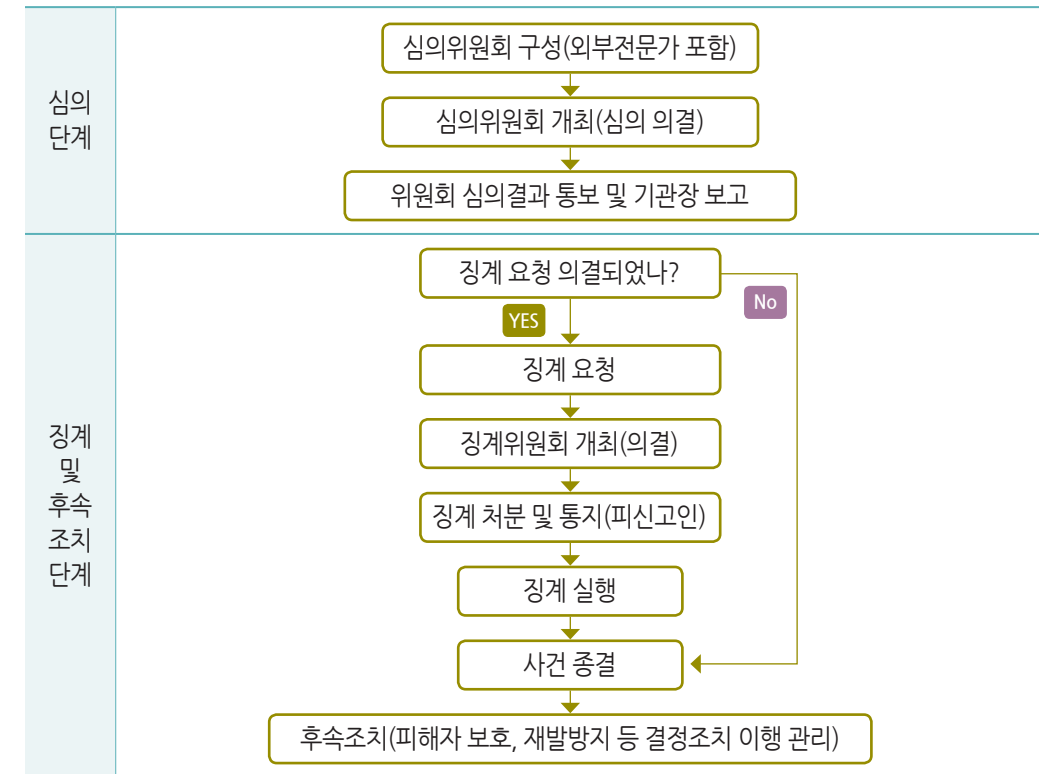 심의
단계
심의위원회 구성(외부전문가 포함)
심의위원회 개최(심의 의결)
위원회 심의결과 통보 및 기관장 보고
징계
및
후속
조치
단계
징계 요청 의결되었나?
No
YES
징계 요청
징계위원회 개최(의결)
징계 처분 및 통지(피신고인)
징계 실행
사건 종결
후속조치(피해자 보호, 재발방지 등 결정조치 이행 관리)